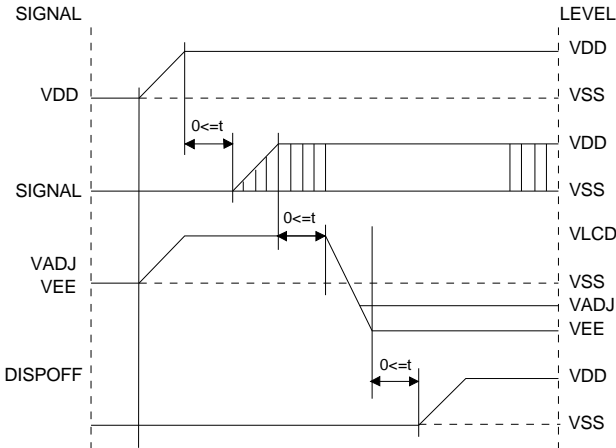 SIGNAL LEVEL
VDD
VDD VSS
0<=t
VDD
SIGNAL VSS
0<=t
VLCD
VADJ
VEE VSS
VADJ
VEE
0<=t
DISPOFF VDD
VSS